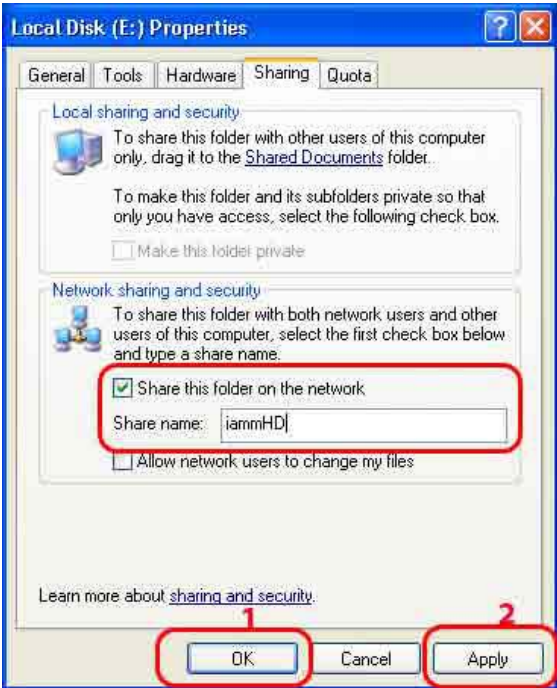 Local Disk (E:) Properties
General Tools Hardware Sharing Quota
Local sharing and security
To share this folder with other users of this computer
only, drag it to the Shared Documents folder.
To make this folder and its subfolders private so that
only you have access, select the following check box.
Make this folder private
Network sharing and security
To share this folder with both network users and other
users of this computer, select the first check box below
and type a share name.
Share this folder on the network
Share name: iammHD
Allow network users to change my files
Learn more about sharing and security.
1 2
OK Cancel Apply